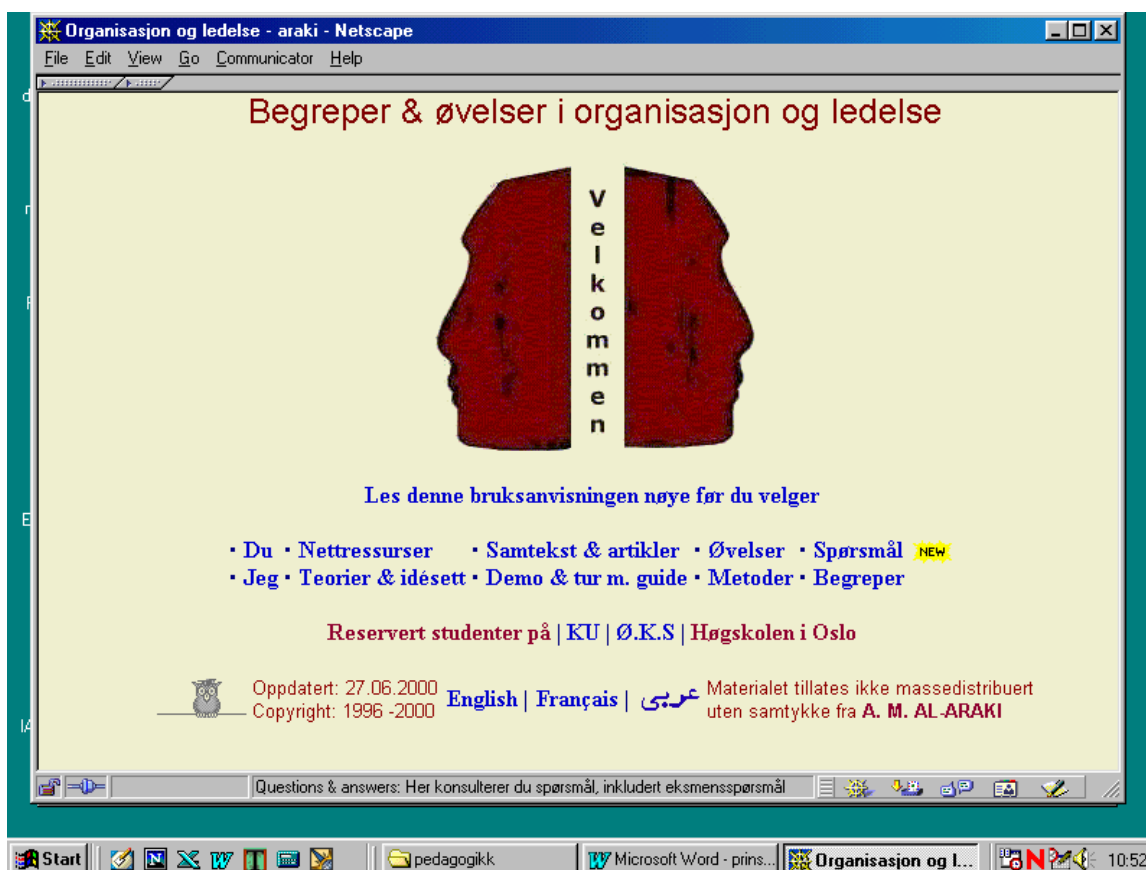 Organisasjon og ledelse - araki - Netscape
File Edit View Go Communicator Help
Begreper & øvelser i organisasjon og ledelse
Velkommen
Les denne bruksanvisningen nøye før du velger
· Du · Nettressurser · Samtekst & artikler · Øvelser · Spørsmål NEW
· Jeg · Teorier & idésett · Demo & tur m. guide · Metoder · Begreper
Reservert studenter på | KU | Ø.K.S | Høgskolen i Oslo
Oppdatert: 27.06.2000
Copyright: 1996 -2000
English | Français | عربى
Materialet tillates ikke massedistribuert
uten samtykke fra A. M. AL-ARAKI
Questions & answers: Her konsulterer du spørsmål, inkludert eksmensspørsmål
Start pedagogikk Microsoft Word - prins... Organisasjon og l... 10:52